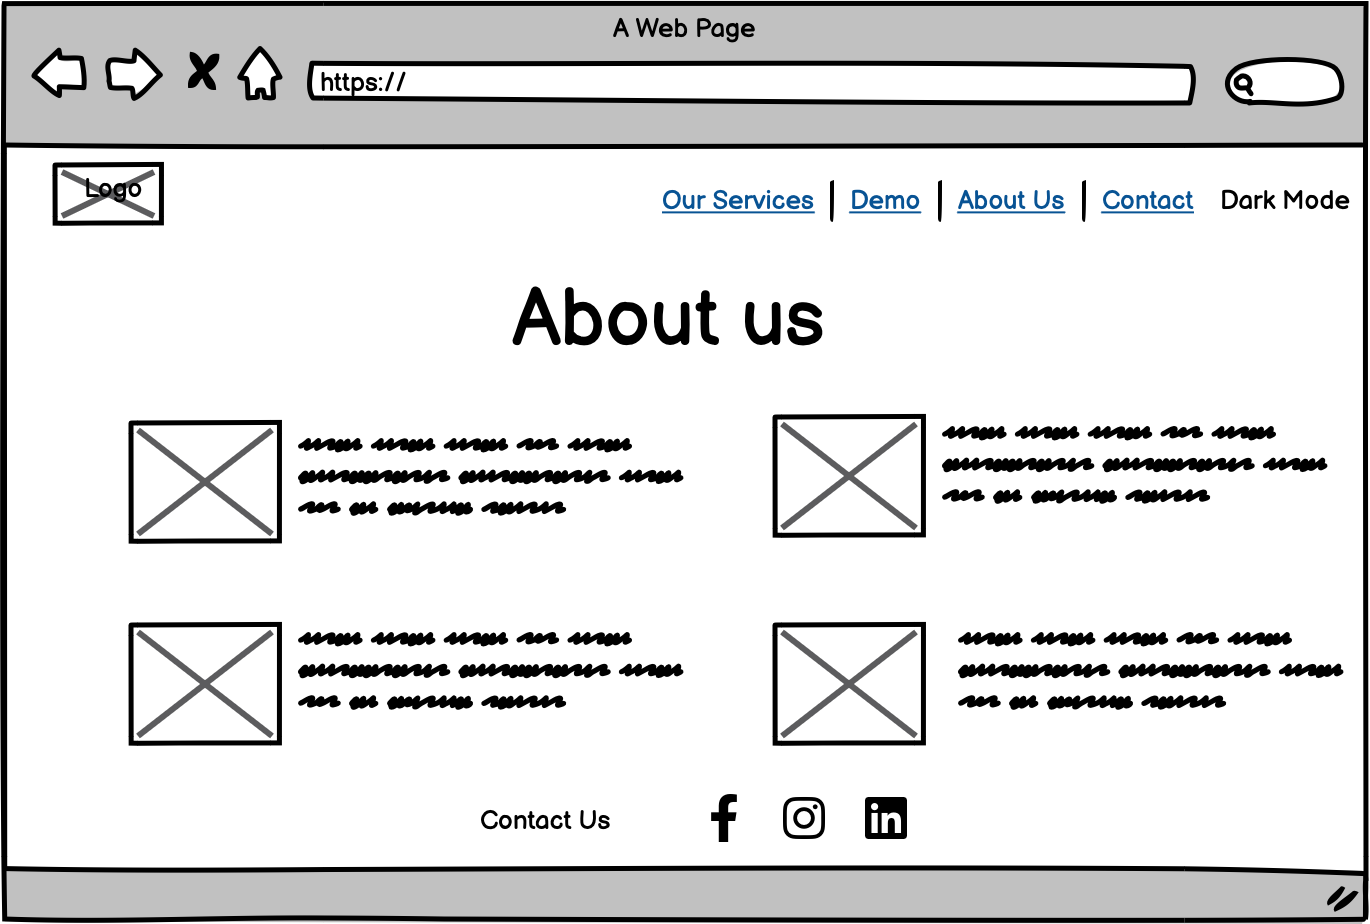 A Web Page
https://
Logo
Our Services Demo About Us Contact Dark Mode
About us
Contact Us